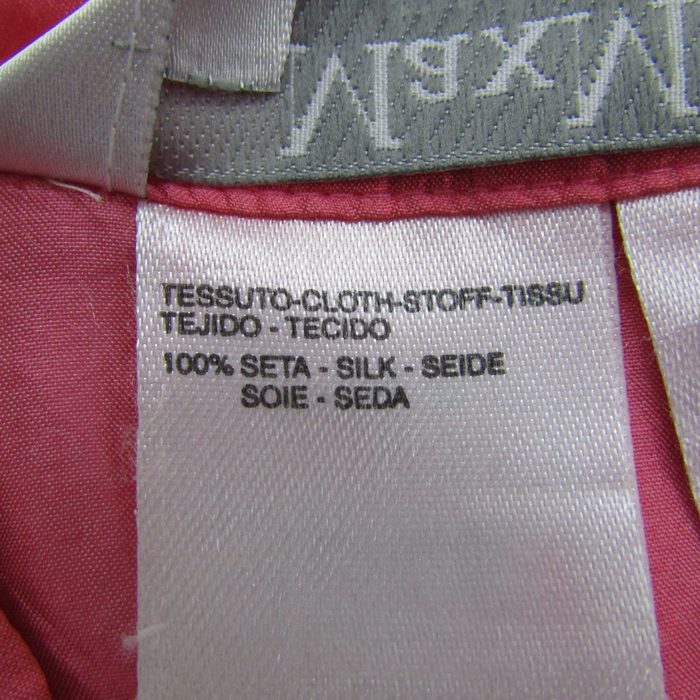 TESSUTO-CLOTH-STOFF-TISSU
TEJIDO - TECIDO
100% SETA - SILK - SEIDE
SOIE - SEDA